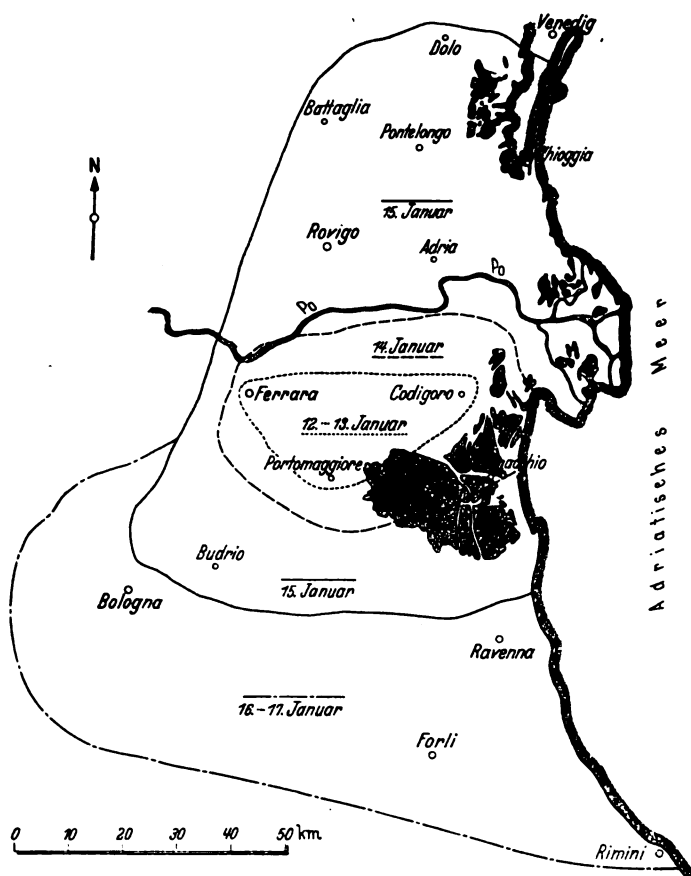 Venedig
Dolo
Battaglia
Pontelongo
Chioggia
N
15. Januar
Rovigo
Adria
Po
Po
14. Januar
Ferrara
Codigoro
12.–13. Januar
Portomaggiore
Adriatisches Meer
Budrio
15. Januar
Bologna
Ravenna
16.–17. Januar
Forli
0 10 20 30 40 50 km
Rimini